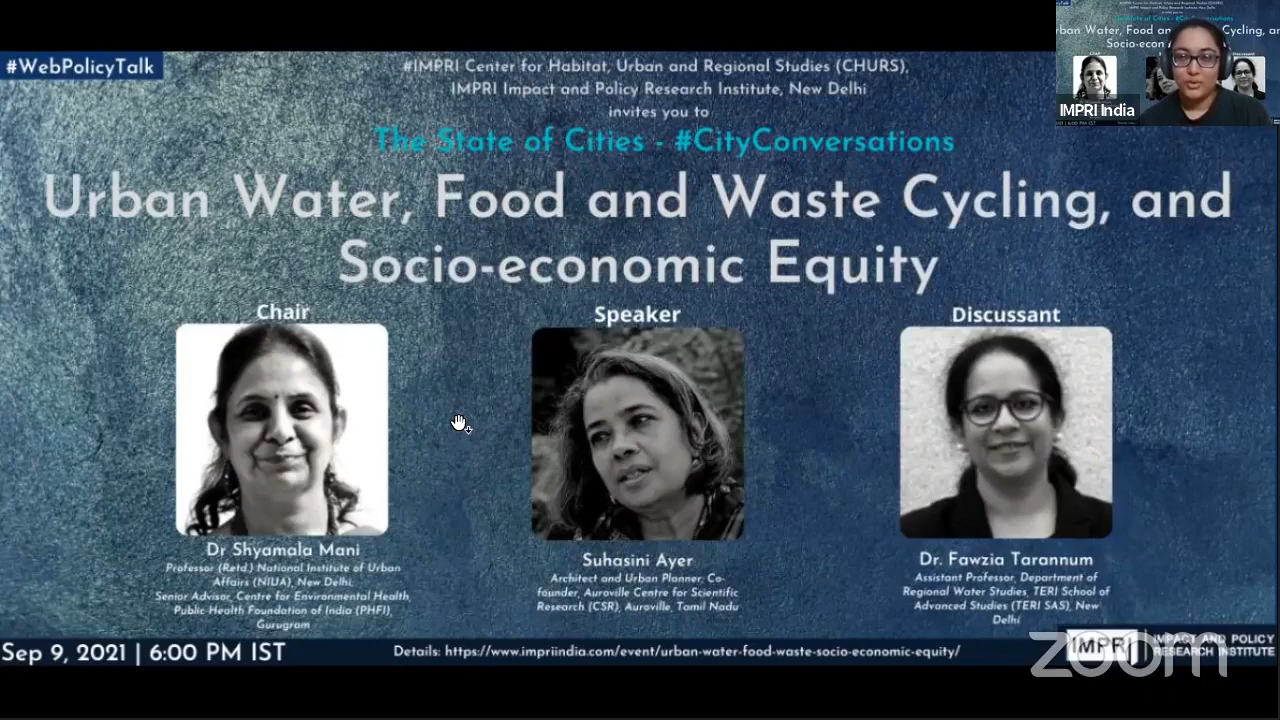 #WebPolicyTalk
#IMPRI Center for Habitat, Urban and Regional Studies (CHURS),
IMPRI Impact and Policy Research Institute, New Delhi
invites you to
The State of Cities - #CityConversations
Urban Water, Food and Waste Cycling, and
Socio-economic Equity
IMPRI India
Chair
Speaker
Discussant
Dr Shyamala Mani
Professor (Retd.) National Institute of Urban
Affairs (NIUA), New Delhi;
Senior Advisor, Centre for Environmental Health,
Public Health Foundation of India (PHFI),
Gurugram
Suhasini Ayer
Architect and Urban Planner, Co-
founder, Auroville Centre for Scientific
Research (CSR), Auroville, Tamil Nadu
Dr. Fawzia Tarannum
Assistant Professor, Department of
Regional Water Studies, TERI School of
Advanced Studies (TERI SAS), New
Delhi
Sep 9, 2021 | 6:00 PM IST
Details: https://www.impriindia.com/event/urban-water-food-waste-socio-economic-equity/
IMPRI
IMPACT AND POLICY
RESEARCH INSTITUTE
zoom